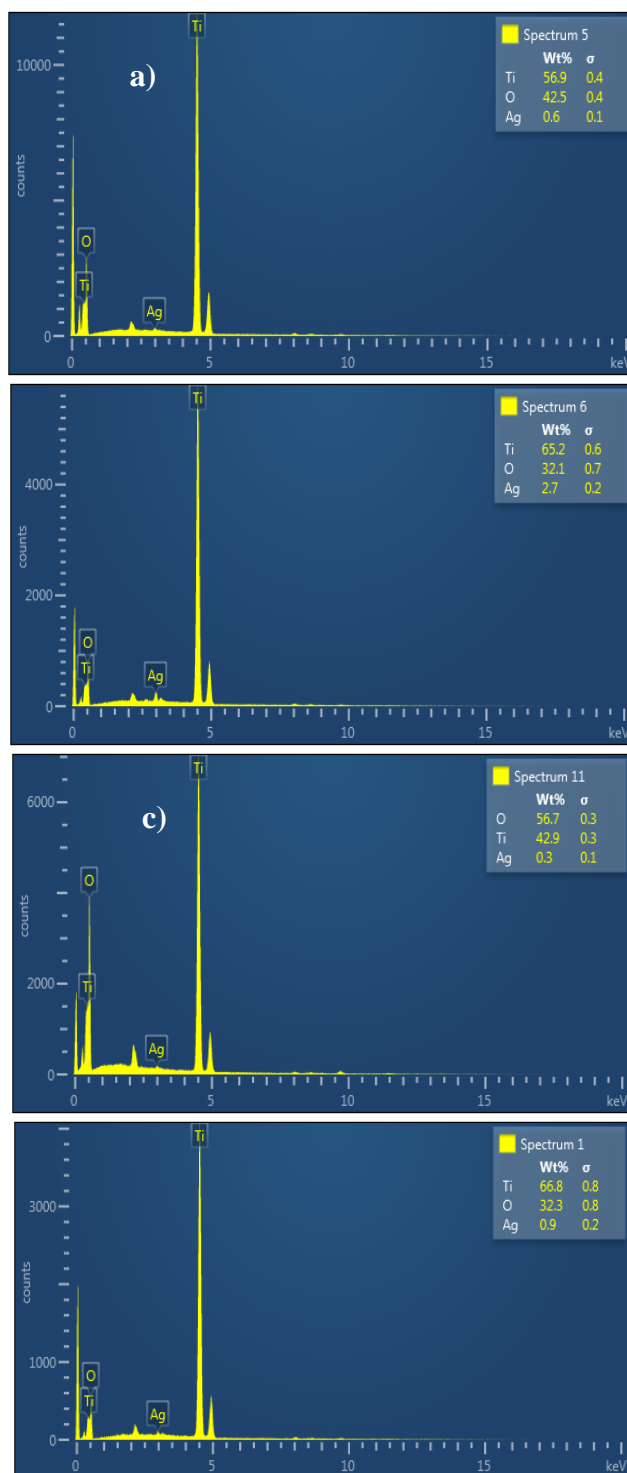 Ti
Spectrum 5
Wt% σ
Ti 56.9 0.4
O 42.5 0.4
Ag 0.6 0.1
a)
10000
counts
O
Ti
Ag
0
0 5 10 15 keV
Ti
Spectrum 6
Wt% σ
Ti 65.2 0.6
O 32.1 0.7
Ag 2.7 0.2
4000
counts
2000
O
Ti
Ag
0
0 5 10 15 keV
Ti
Spectrum 11
Wt% σ
O 56.7 0.3
Ti 42.9 0.3
Ag 0.3 0.1
6000
c)
O
counts
2000
Ti
Ag
0
0 5 10 15 keV
Ti
Spectrum 1
Wt% σ
Ti 66.8 0.8
O 32.3 0.8
Ag 0.9 0.2
3000
counts
1000
O
Ti
Ag
0
0 5 10 15 keV